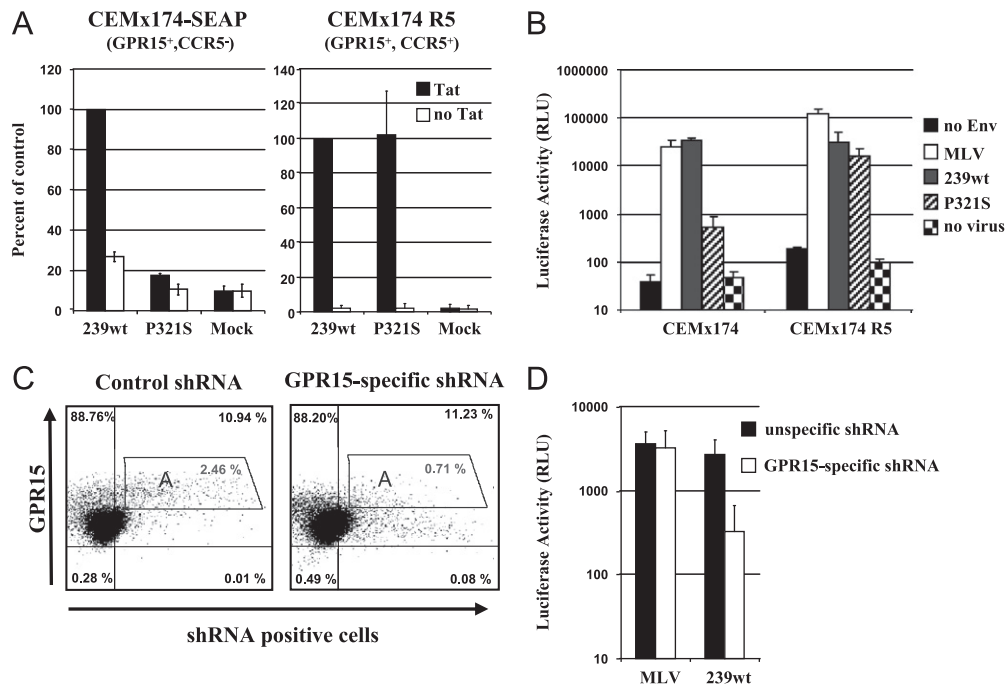 A
CEMx174-SEAP
(GPR15+,CCR5-)
CEMx174 R5
(GPR15+, CCR5+)
Percent of control
120
100
80
60
40
20
0
239wt
P321S
Mock
140
120
100
80
60
40
20
0
Tat
no Tat
239wt
P321S
Mock
B
Luciferase Activity (RLU)
1000000
100000
10000
1000
100
10
CEMx174
CEMx174 R5
no Env
MLV
239wt
P321S
no virus
C
Control shRNA
GPR15-specific shRNA
GPR15
88.76%
10.94 %
A
2.46 %
0.28 %
0.01 %
88.20%
11.23 %
A
0.71 %
0.49 %
0.08 %
shRNA positive cells
D
Luciferase Activity (RLU)
10000
1000
100
10
unspecific shRNA
GPR15-specific shRNA
MLV
239wt